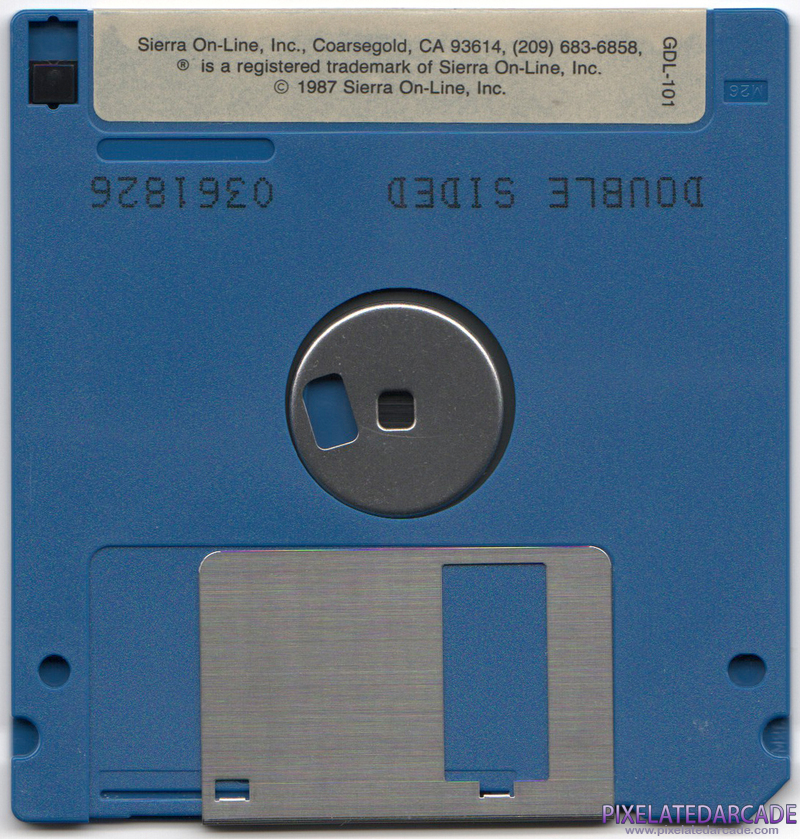 Sierra On-Line, Inc., Coarsegold, CA 93614, (209) 683-6858,
® is a registered trademark of Sierra On-Line, Inc.
© 1987 Sierra On-Line, Inc.
GDL-101
M26
DOUBLE SIDED 0361826
PIXELATEDARCADE
www.pixelatedarcade.com